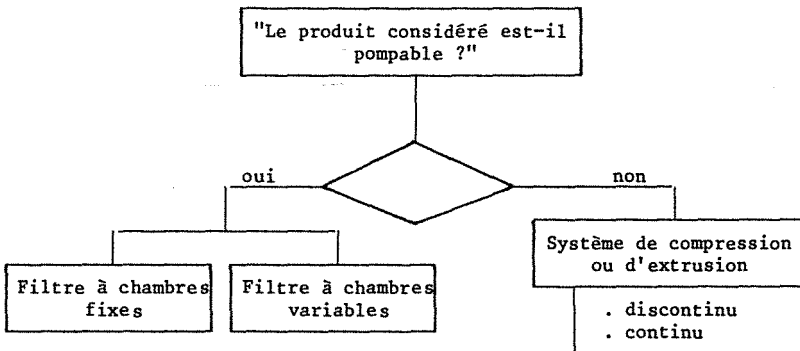 "Le produit considéré est-il
pompable ?"
oui
non
Filtre à chambres
fixes
Filtre à chambres
variables
Système de compression
ou d'extrusion
. discontinu
. continu